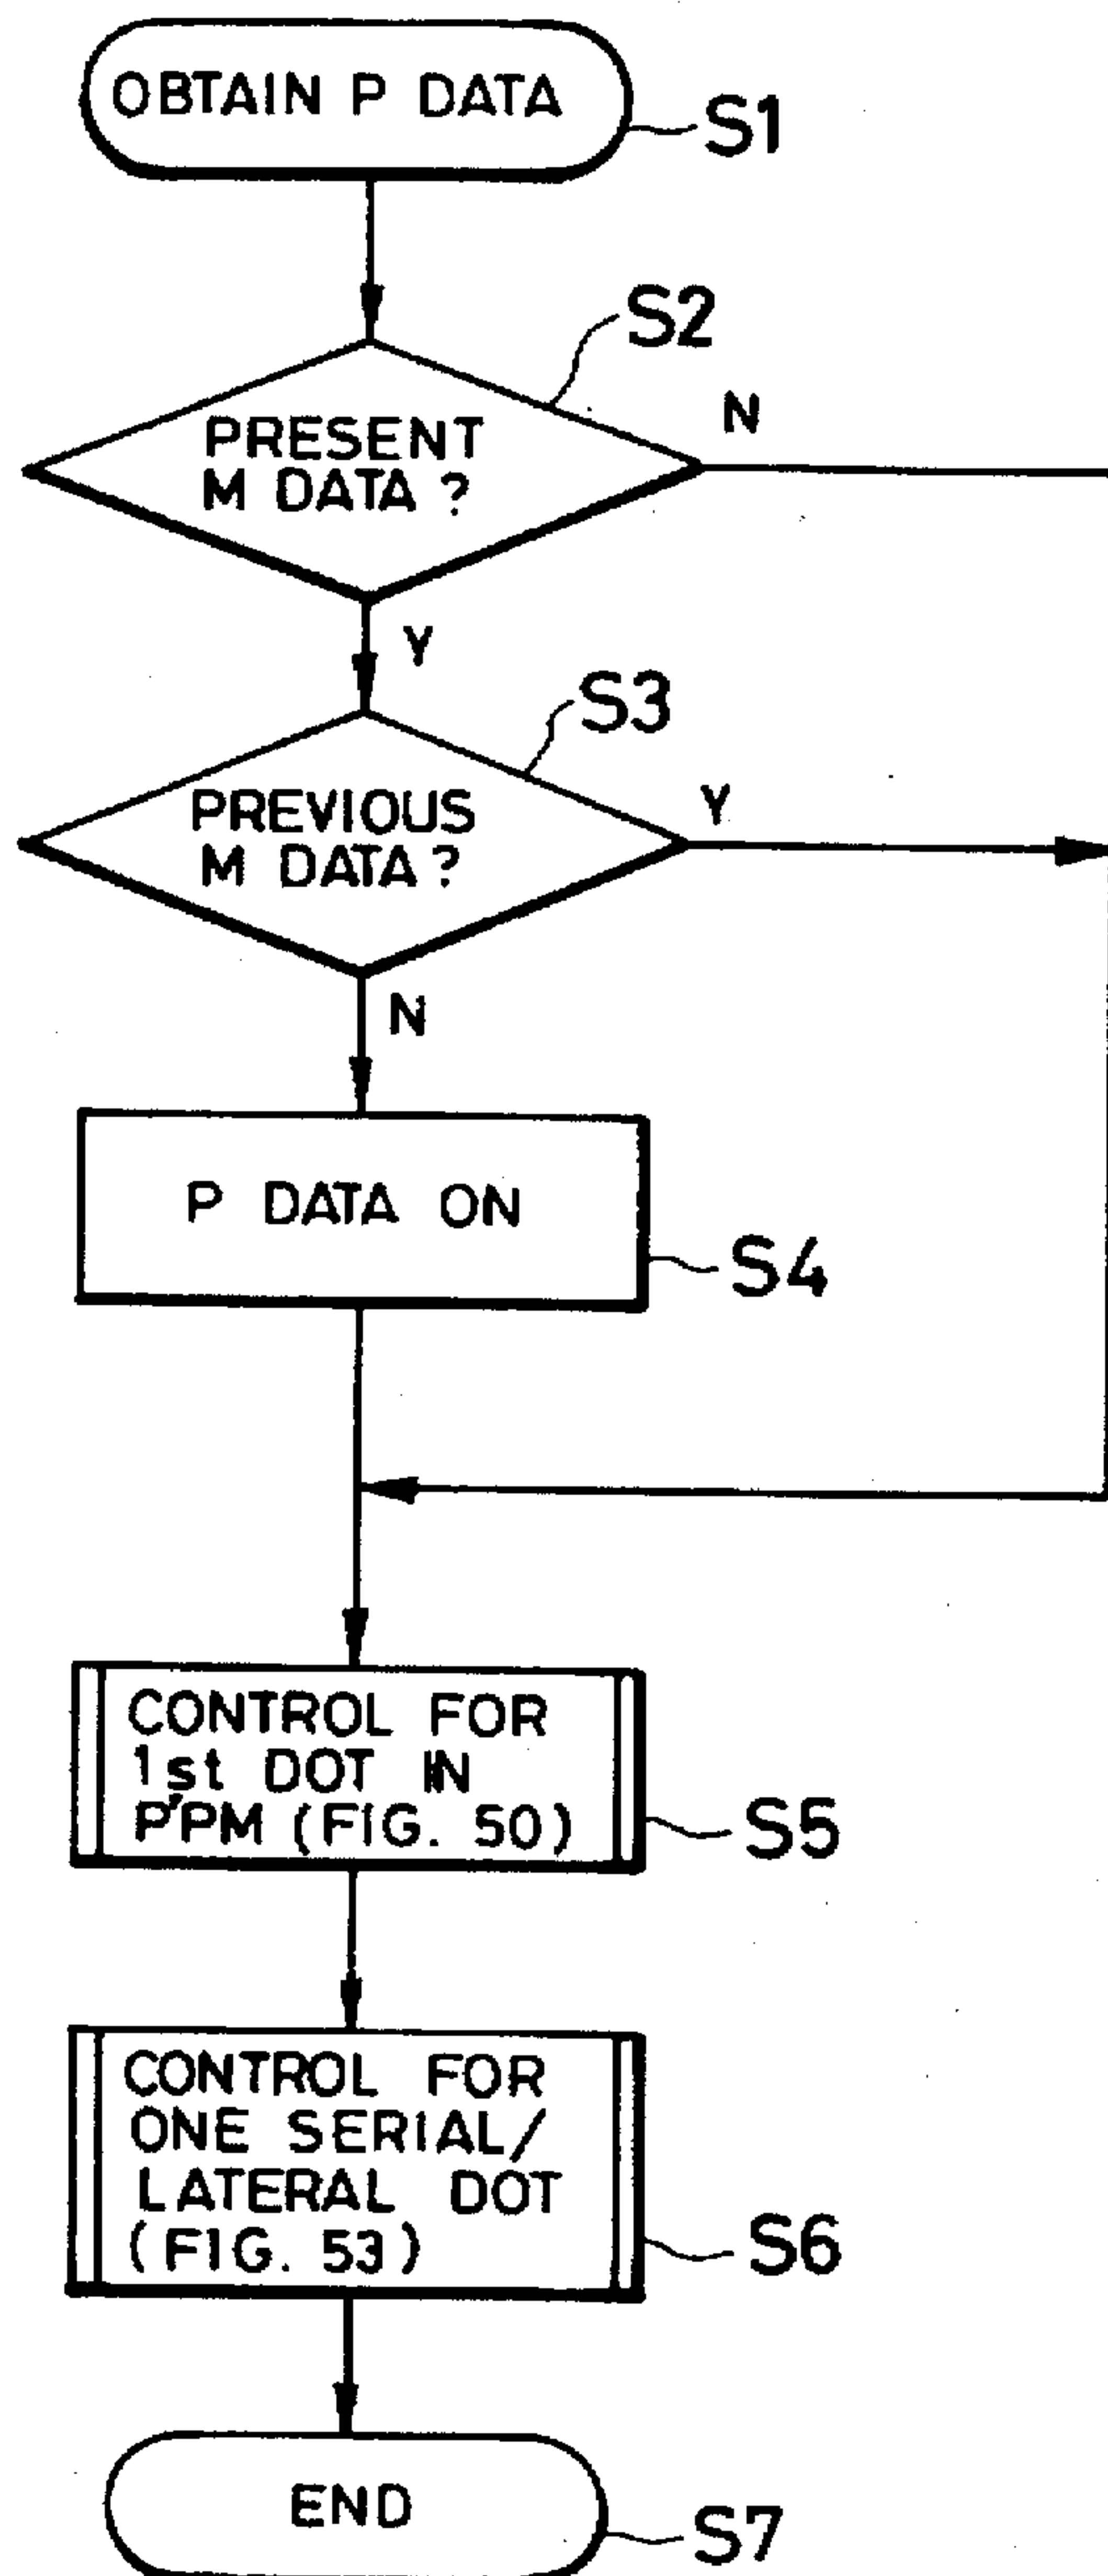 OBTAIN P DATA
S1
S2
PRESENT
M DATA ?
N
Y
S3
PREVIOUS
M DATA ?
Y
N
P DATA ON
S4
CONTROL FOR
1st DOT IN
P'PM (FIG. 50)
S5
CONTROL FOR
ONE SERIAL/
LATERAL DOT
(FIG. 53)
S6
END
S7